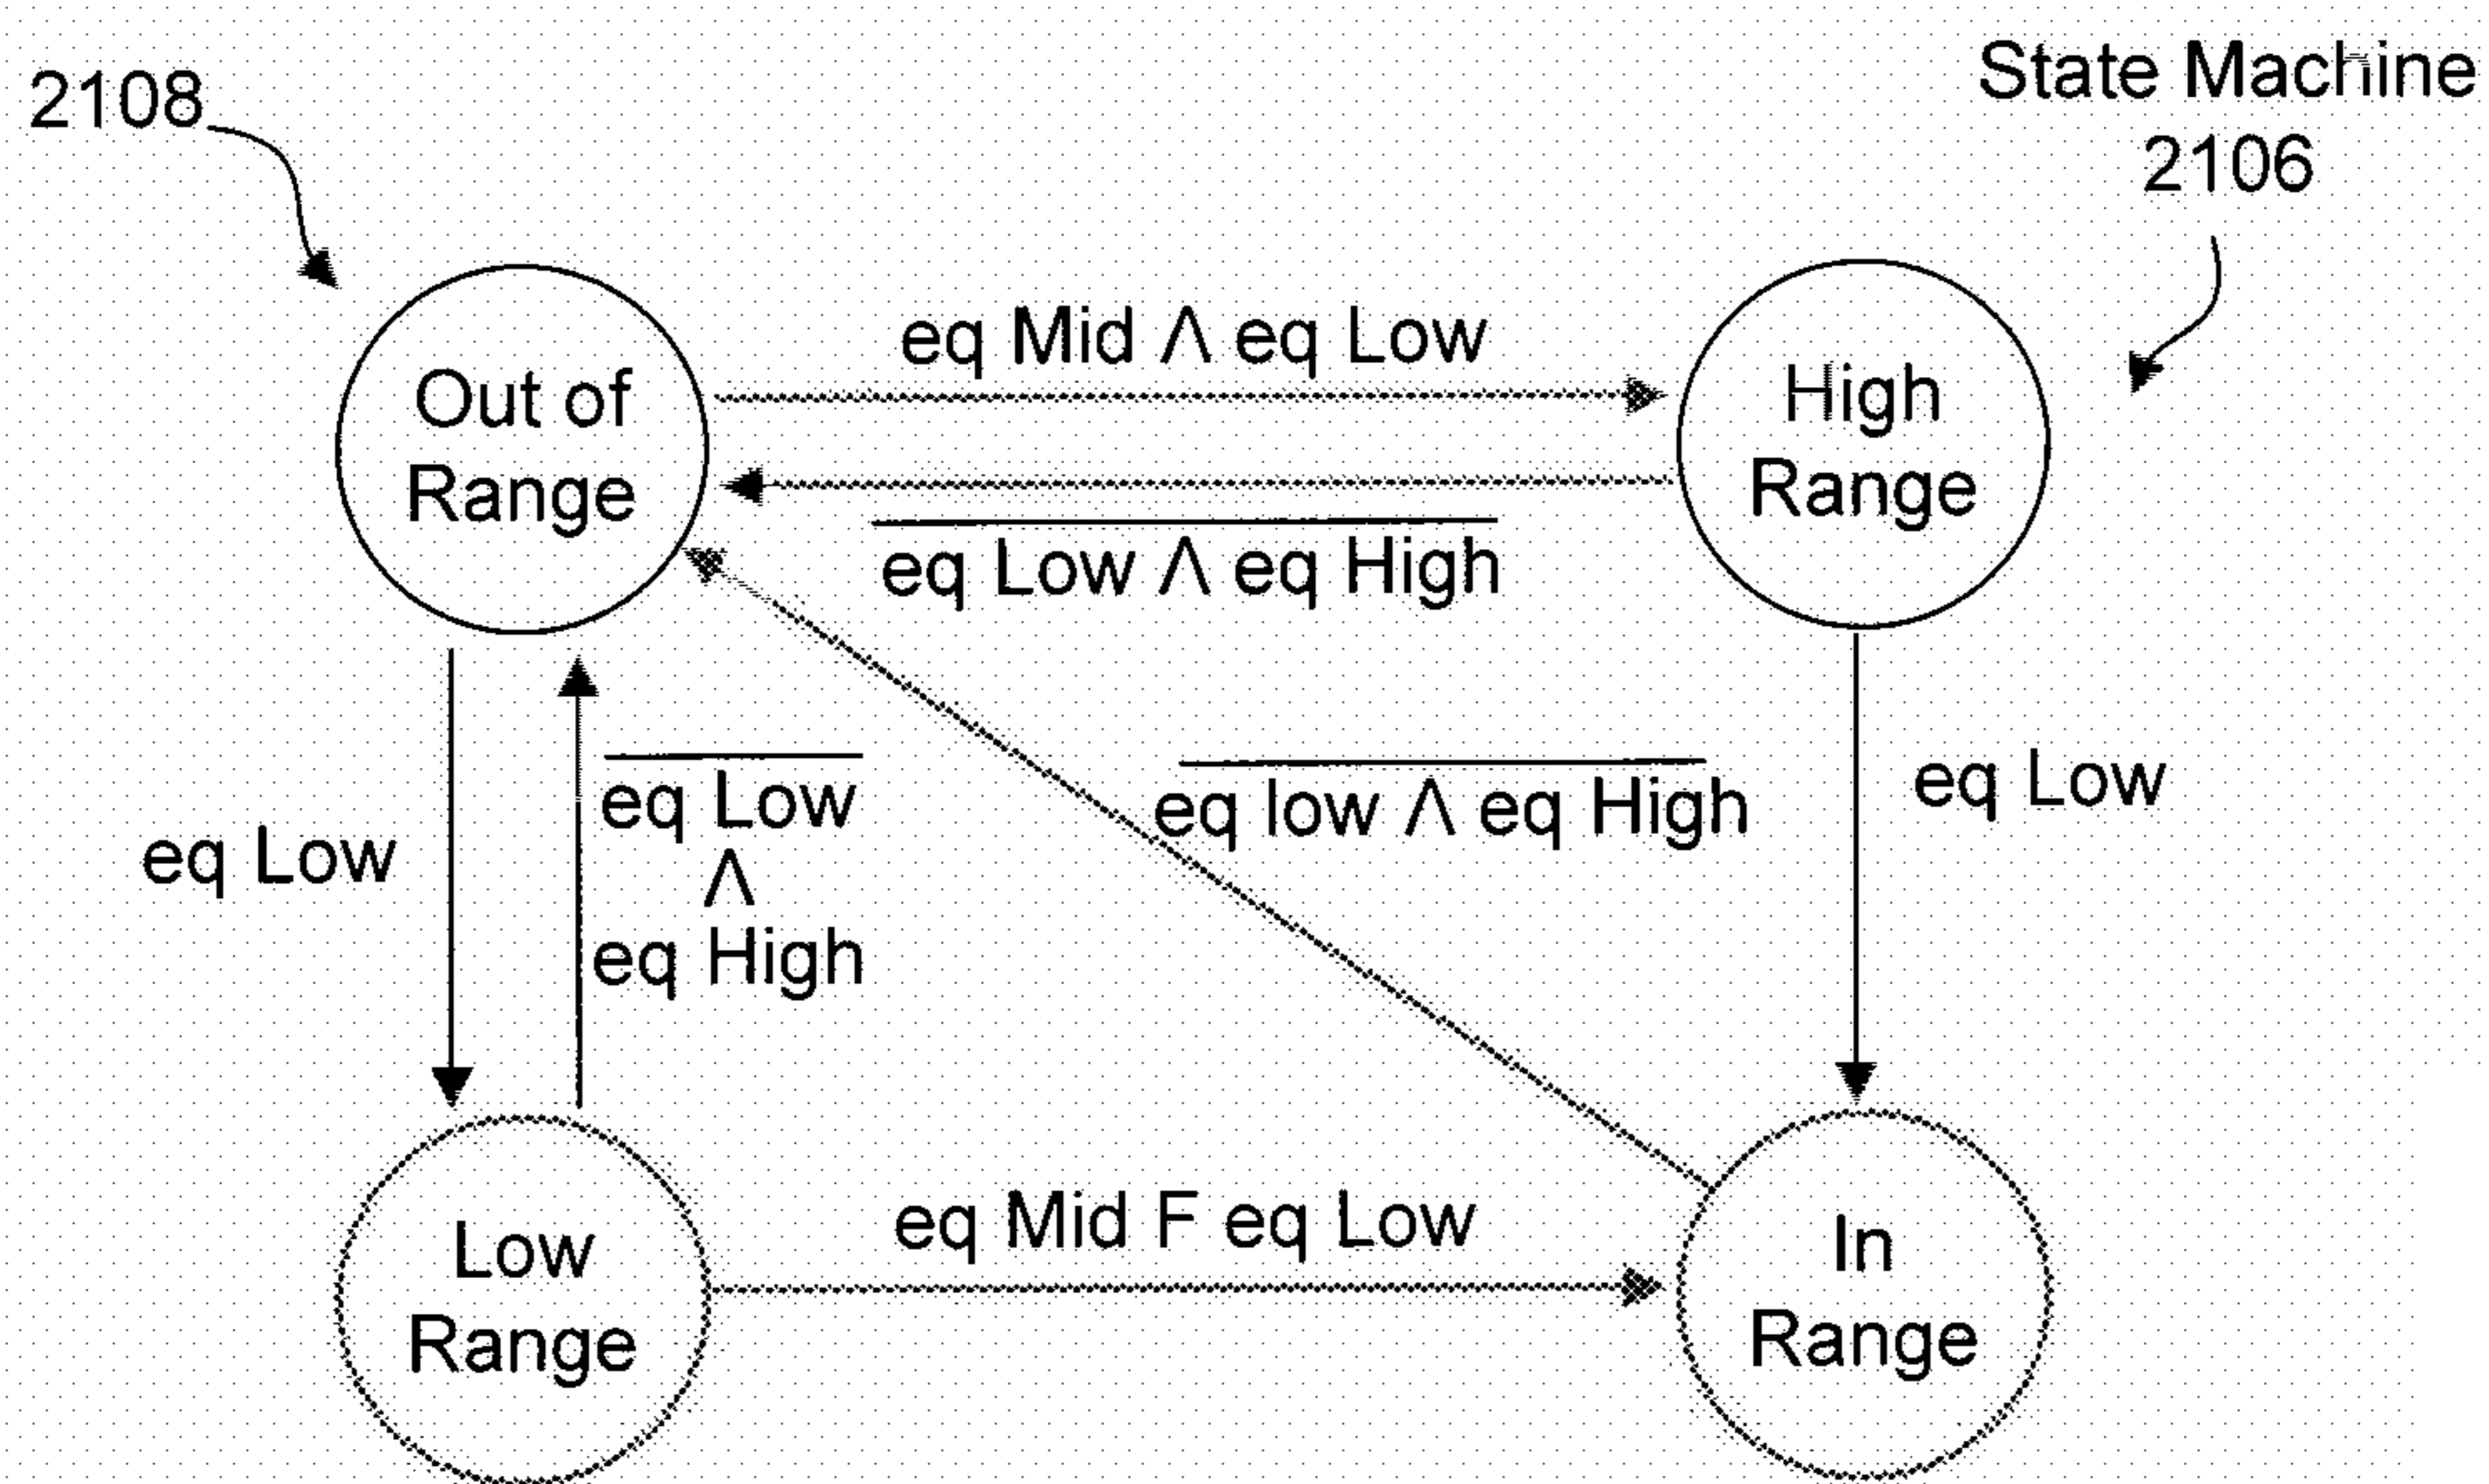 2108
State Machine
2106
Out of
Range
eq Mid Λ eq Low
High
Range
eq Low Λ eq High
eq Low
eq Low
Λ
eq High
eq low Λ eq High
eq Low
Low
Range
eq Mid F eq Low
In
Range